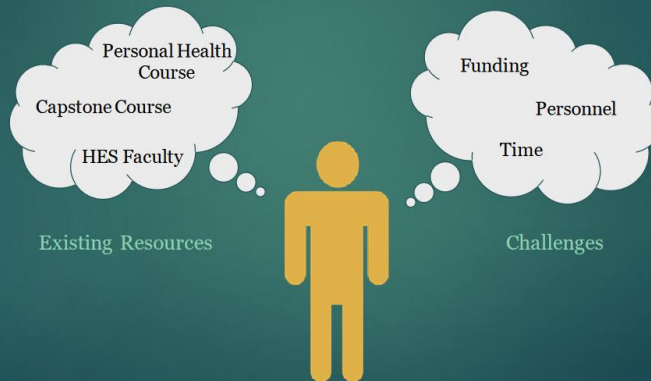 Personal Health
Course
Capstone Course
HES Faculty
Existing Resources
Funding
Personnel
Time
Challenges